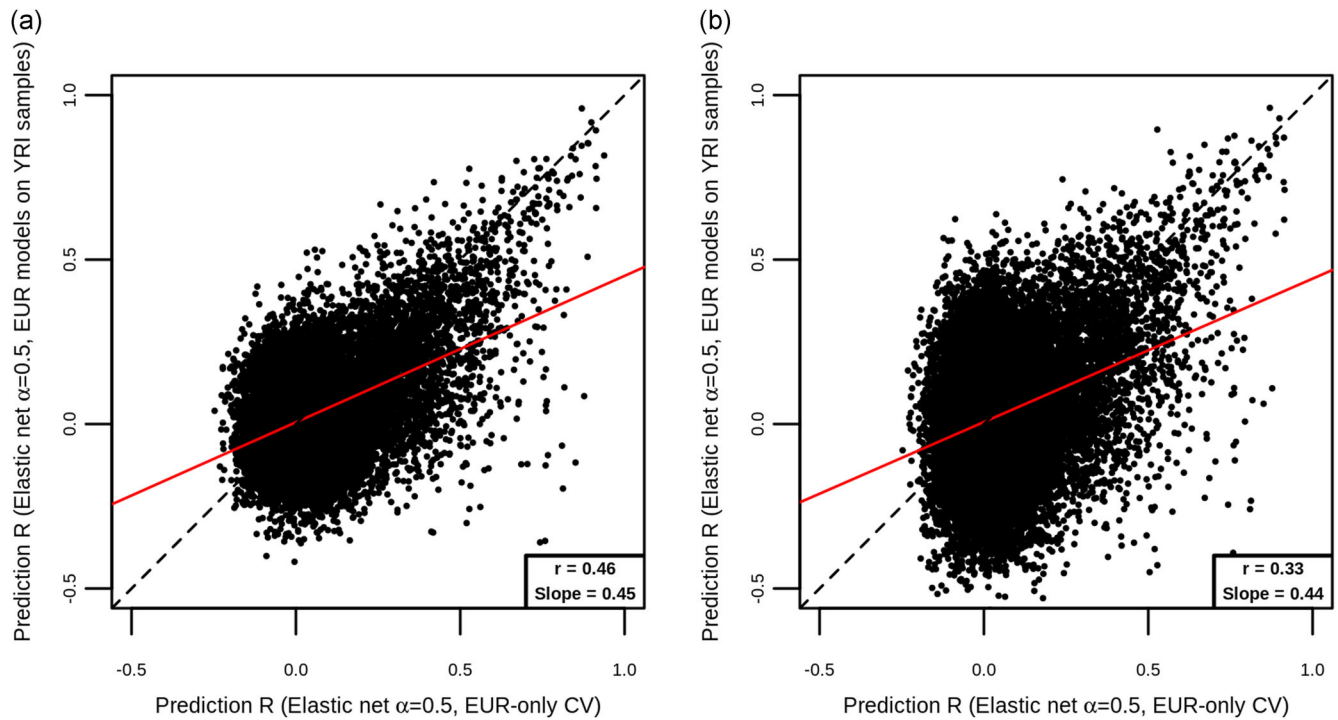 (a)
Prediction R (Elastic net α=0.5, EUR models on YRI samples)
1.0
0.5
0.0
-0.5
r = 0.46
Slope = 0.45
-0.5 0.0 0.5 1.0
Prediction R (Elastic net α=0.5, EUR-only CV)
(b)
Prediction R (Elastic net α=0.5, EUR models on YRI samples)
1.0
0.5
0.0
-0.5
r = 0.33
Slope = 0.44
-0.5 0.0 0.5 1.0
Prediction R (Elastic net α=0.5, EUR-only CV)